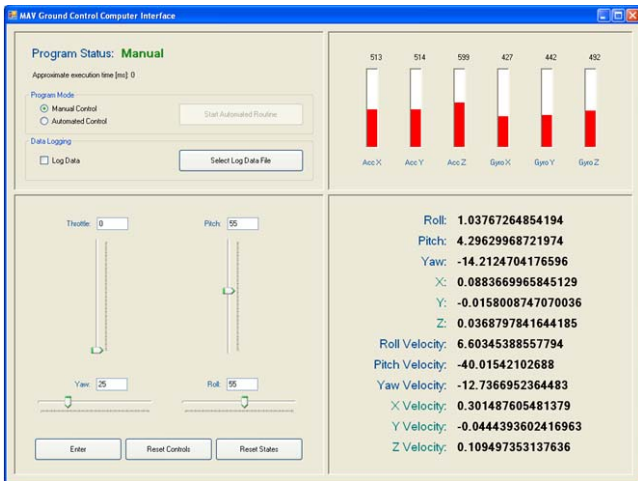 MAV Ground Control Computer Interface
Program Status: Manual
Approximate execution time [ms]: 0
Program Mode
Manual Control
Automated Control
Start Automated Routine
Data Logging
Log Data
Select Log Data File
513 514 599 427 442 492
Acc X Acc Y Acc Z Gyro X Gyro Y Gyro Z
Throttle: 0
Pitch: 55
Yaw: 25
Roll: 55
Enter
Reset Controls
Reset States
Roll: 1.03767264854194
Pitch: 4.29629968721974
Yaw: -14.2124704176596
X: 0.0883669965845129
Y: -0.0158008747070036
Z: 0.0368797841644185
Roll Velocity: 6.60345388557794
Pitch Velocity: -40.01542102688
Yaw Velocity: -12.7366952364483
X Velocity: 0.301487605481379
Y Velocity: -0.0444393602416963
Z Velocity: 0.109497353137636